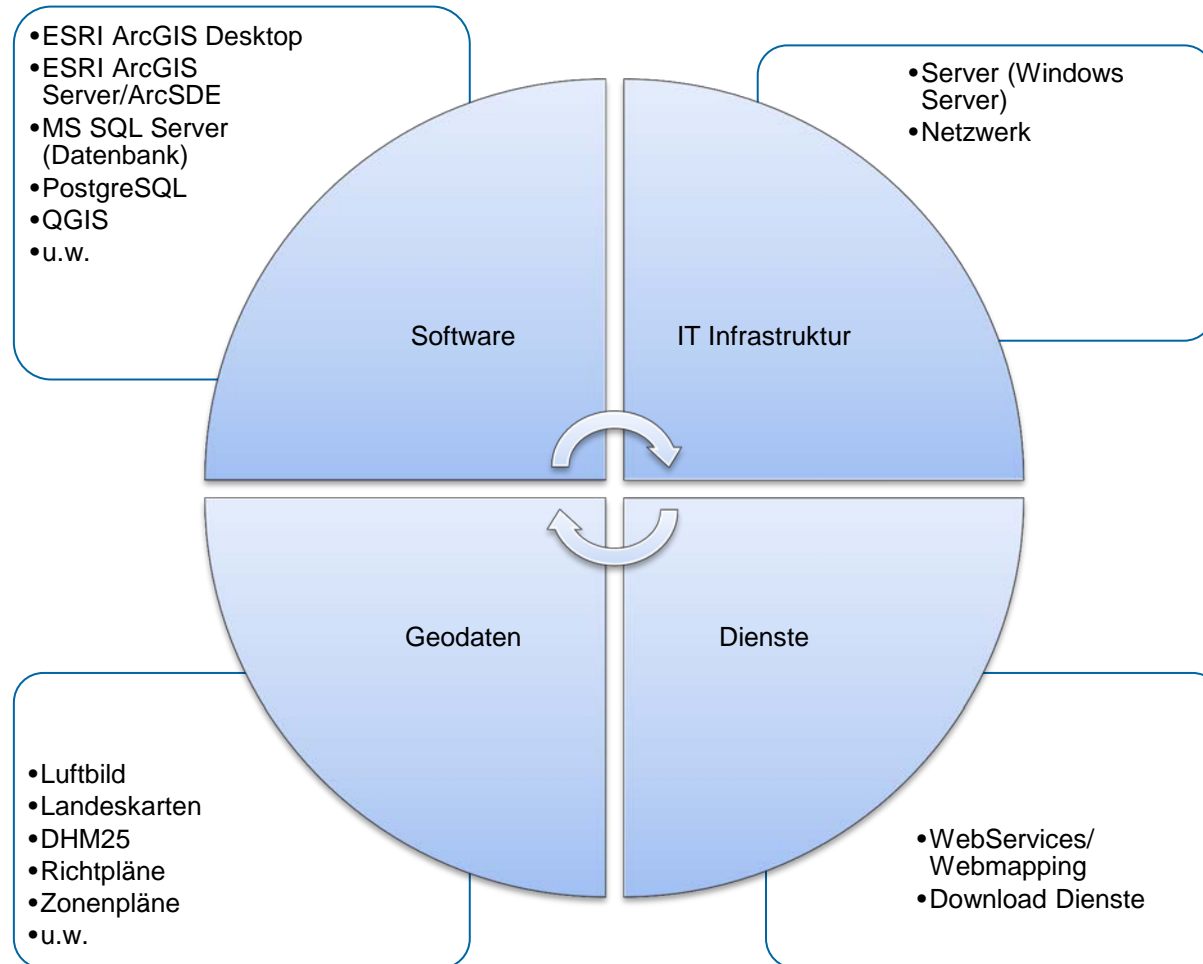 •ESRI ArcGIS Desktop
•ESRI ArcGIS
Server/ArcSDE
•MS SQL Server
(Datenbank)
•PostgreSQL
•QGIS
•u.w.
•Server (Windows
Server)
•Netzwerk
Software
IT Infrastruktur
Geodaten
Dienste
•Luftbild
•Landeskarten
•DHM25
•Richtpläne
•Zonenpläne
•u.w.
•WebServices/
Webmapping
•Download Dienste